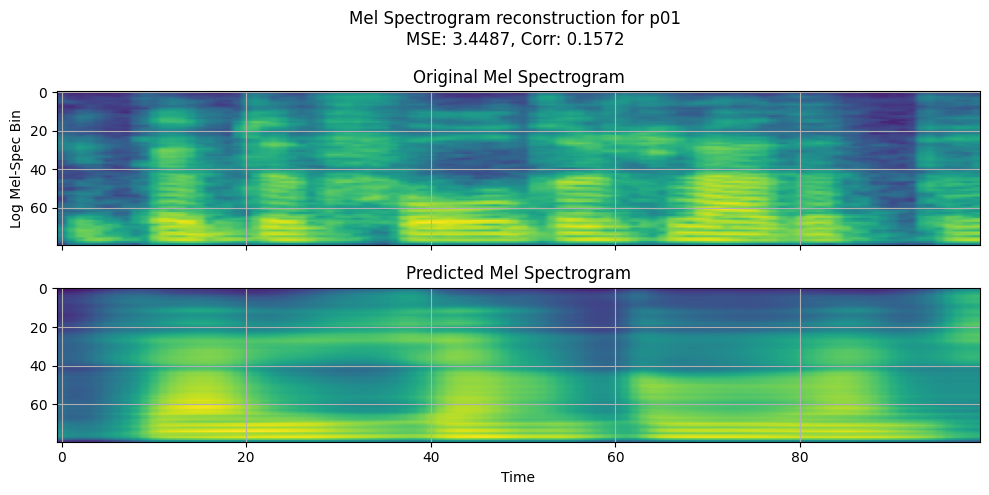 Mel Spectrogram reconstruction for p01
MSE: 3.4487, Corr: 0.1572
Original Mel Spectrogram
Log Mel-Spec Bin
0
20
40
60
Predicted Mel Spectrogram
0
20
40
60
0 20 40 60 80
Time